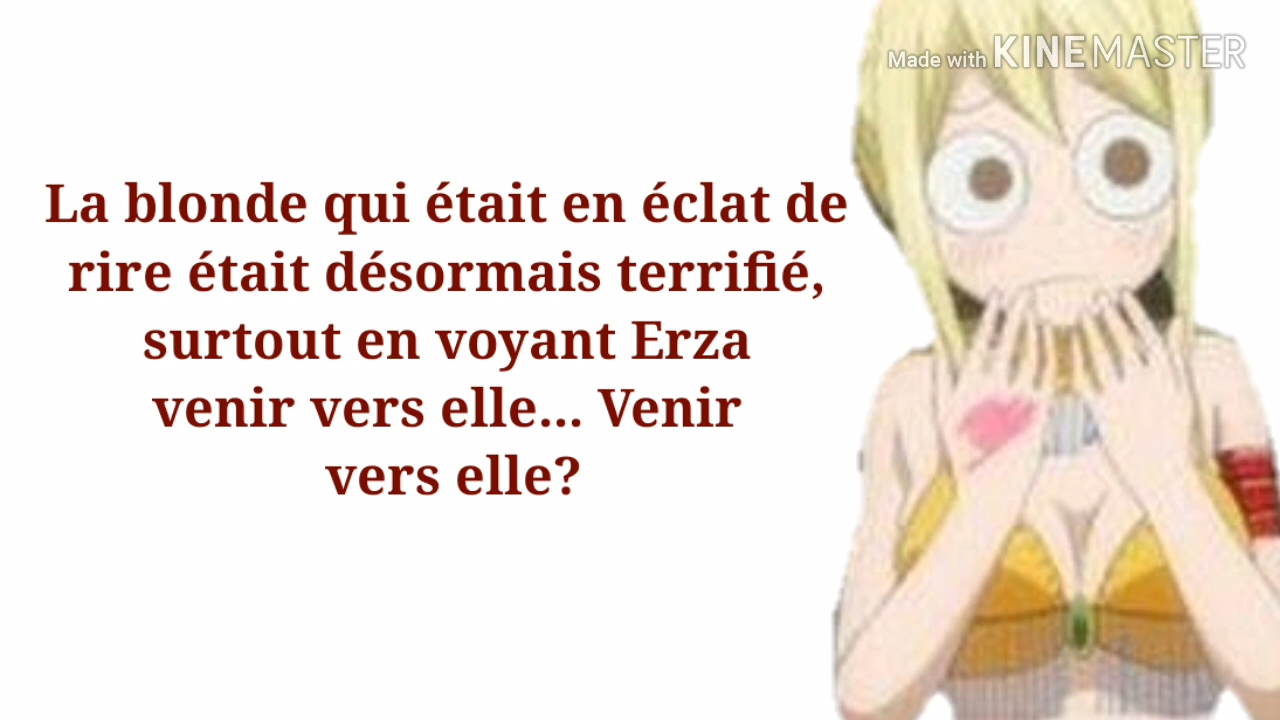 Made with KINEMASTER
La blonde qui était en éclat de
rire était désormais terrifié,
surtout en voyant Erza
venir vers elle... Venir
vers elle?